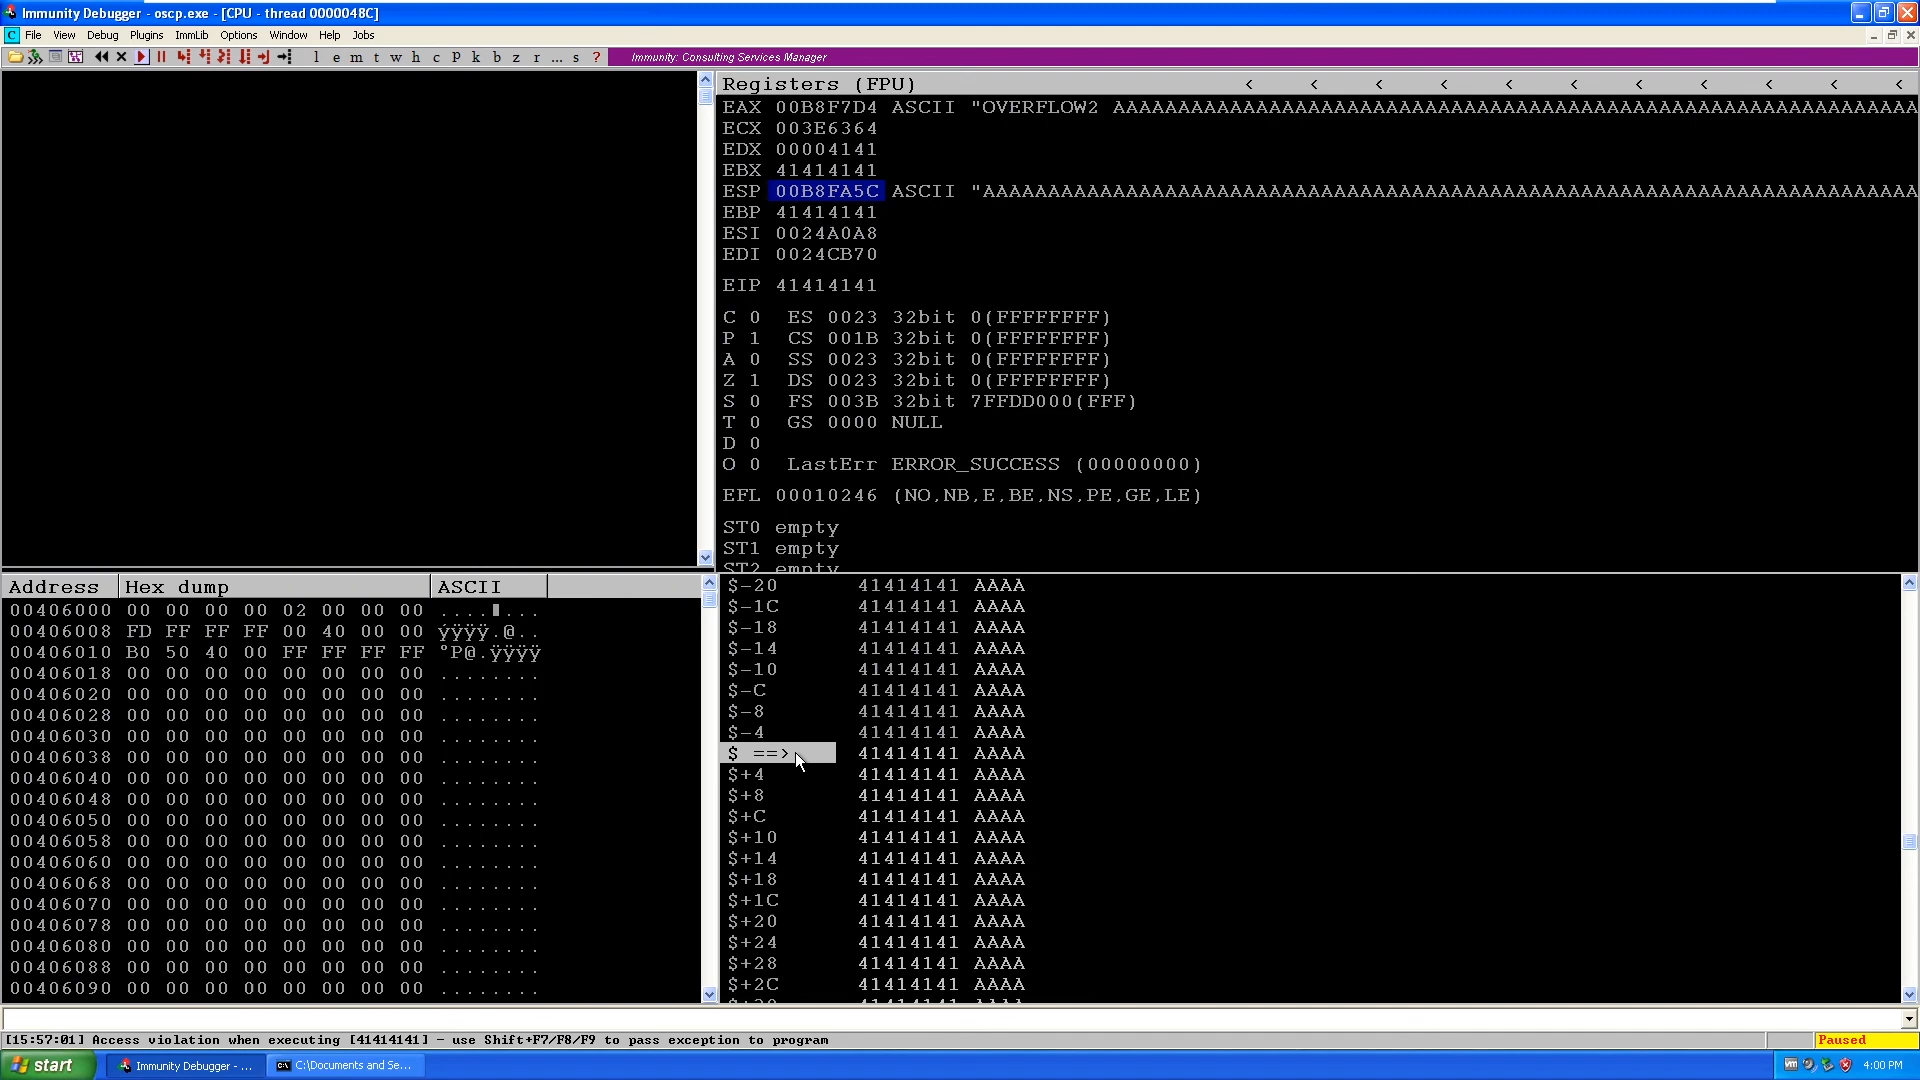 Immunity Debugger - oscp.exe - [CPU - thread 0000048C]
C File View Debug Plugins ImmLib Options Window Help Jobs
l e m t w h c P k b z r ... s ? Immunity: Consulting Services Manager
Registers (FPU) < < < < < < < < < < <
EAX 00B8F7D4 ASCII "OVERFLOW2
ECX 003E6364
EDX 00004141
EBX 41414141
ESP 00B8FA5C ASCII
EBP 41414141
ESI 0024A0A8
EDI 0024CB70
EIP 41414141
C 0 ES 0023 32bit 0(FFFFFFFF)
P 1 CS 001B 32bit 0(FFFFFFFF)
A 0 SS 0023 32bit 0(FFFFFFFF)
Z 1 DS 0023 32bit 0(FFFFFFFF)
S 0 FS 003B 32bit 7FFDD000(FFF)
T 0 GS 0000 NULL
D 0
O 0 LastErr ERROR_SUCCESS (00000000)
EFL 00010246 (NO,NB,E,BE,NS,PE,GE,LE)
ST0 empty
ST1 empty
ST2 empty
Address Hex dump ASCII
00406000 00 00 00 00 02 00 00 00 ........
00406008 FD FF FF FF 00 40 00 00 ýÿÿÿ.@..
00406010 B0 50 40 00 FF FF FF FF °P@.ÿÿÿÿ
00406018 00 00 00 00 00 00 00 00 ........
00406020 00 00 00 00 00 00 00 00 ........
00406028 00 00 00 00 00 00 00 00 ........
00406030 00 00 00 00 00 00 00 00 ........
00406038 00 00 00 00 00 00 00 00 ........
00406040 00 00 00 00 00 00 00 00 ........
00406048 00 00 00 00 00 00 00 00 ........
00406050 00 00 00 00 00 00 00 00 ........
00406058 00 00 00 00 00 00 00 00 ........
00406060 00 00 00 00 00 00 00 00 ........
00406068 00 00 00 00 00 00 00 00 ........
00406070 00 00 00 00 00 00 00 00 ........
00406078 00 00 00 00 00 00 00 00 ........
00406080 00 00 00 00 00 00 00 00 ........
00406088 00 00 00 00 00 00 00 00 ........
00406090 00 00 00 00 00 00 00 00 ........
$-20 41414141 AAAA
$-1C 41414141 AAAA
$-18 41414141 AAAA
$-14 41414141 AAAA
$-10 41414141 AAAA
$-C 41414141 AAAA
$-8 41414141 AAAA
$-4 41414141 AAAA
$ ==> 41414141 AAAA
$+4 41414141 AAAA
$+8 41414141 AAAA
$+C 41414141 AAAA
$+10 41414141 AAAA
$+14 41414141 AAAA
$+18 41414141 AAAA
$+1C 41414141 AAAA
$+20 41414141 AAAA
$+24 41414141 AAAA
$+28 41414141 AAAA
$+2C 41414141 AAAA
[15:57:01] Access violation when executing [41414141] - use Shift+F7/F8/F9 to pass exception to program
Paused
start Immunity Debugger - ... C:\Documents and Se... 4:00 PM